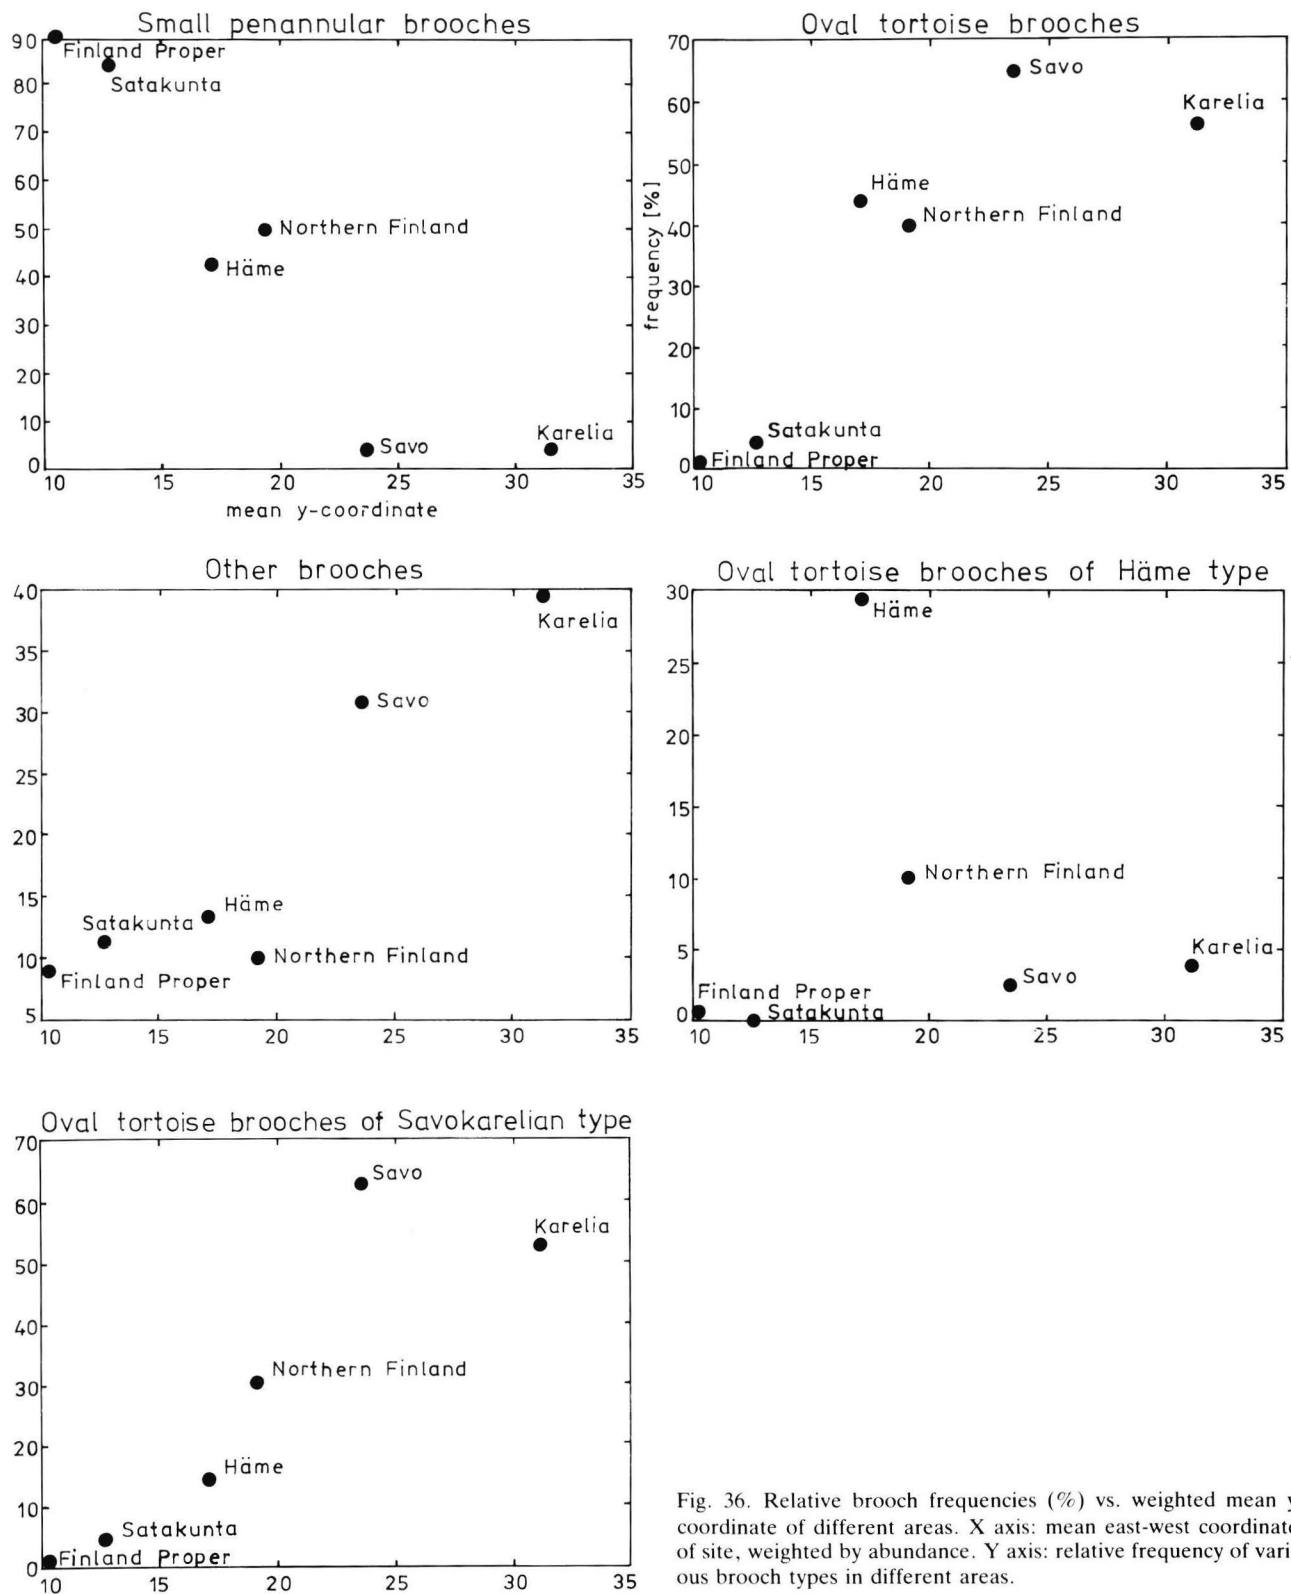 Small penannular brooches
90
80
70
60
50
40
30
20
10
0
Finland Proper
Satakunta
Northern Finland
Häme
Savo
Karelia
10 15 20 25 30 35
mean y-coordinate
Oval tortoise brooches
frequency [%]
70
60
50
40
30
20
10
0
Savo
Karelia
Häme
Northern Finland
Satakunta
Finland Proper
10 15 20 25 30 35
Other brooches
40
35
30
25
20
15
10
5
Karelia
Savo
Häme
Satakunta
Northern Finland
Finland Proper
10 15 20 25 30 35
Oval tortoise brooches of Häme type
30
25
20
15
10
5
0
Häme
Northern Finland
Karelia
Savo
Finland Proper
Satakunta
10 15 20 25 30 35
Oval tortoise brooches of Savokarelian type
70
60
50
40
30
20
10
0
Savo
Karelia
Northern Finland
Häme
Satakunta
Finland Proper
10 15 20 25 30 35
Fig. 36. Relative brooch frequencies (%) vs. weighted mean y
coordinate of different areas. X axis: mean east-west coordinate
of site, weighted by abundance. Y axis: relative frequency of vari
ous brooch types in different areas.